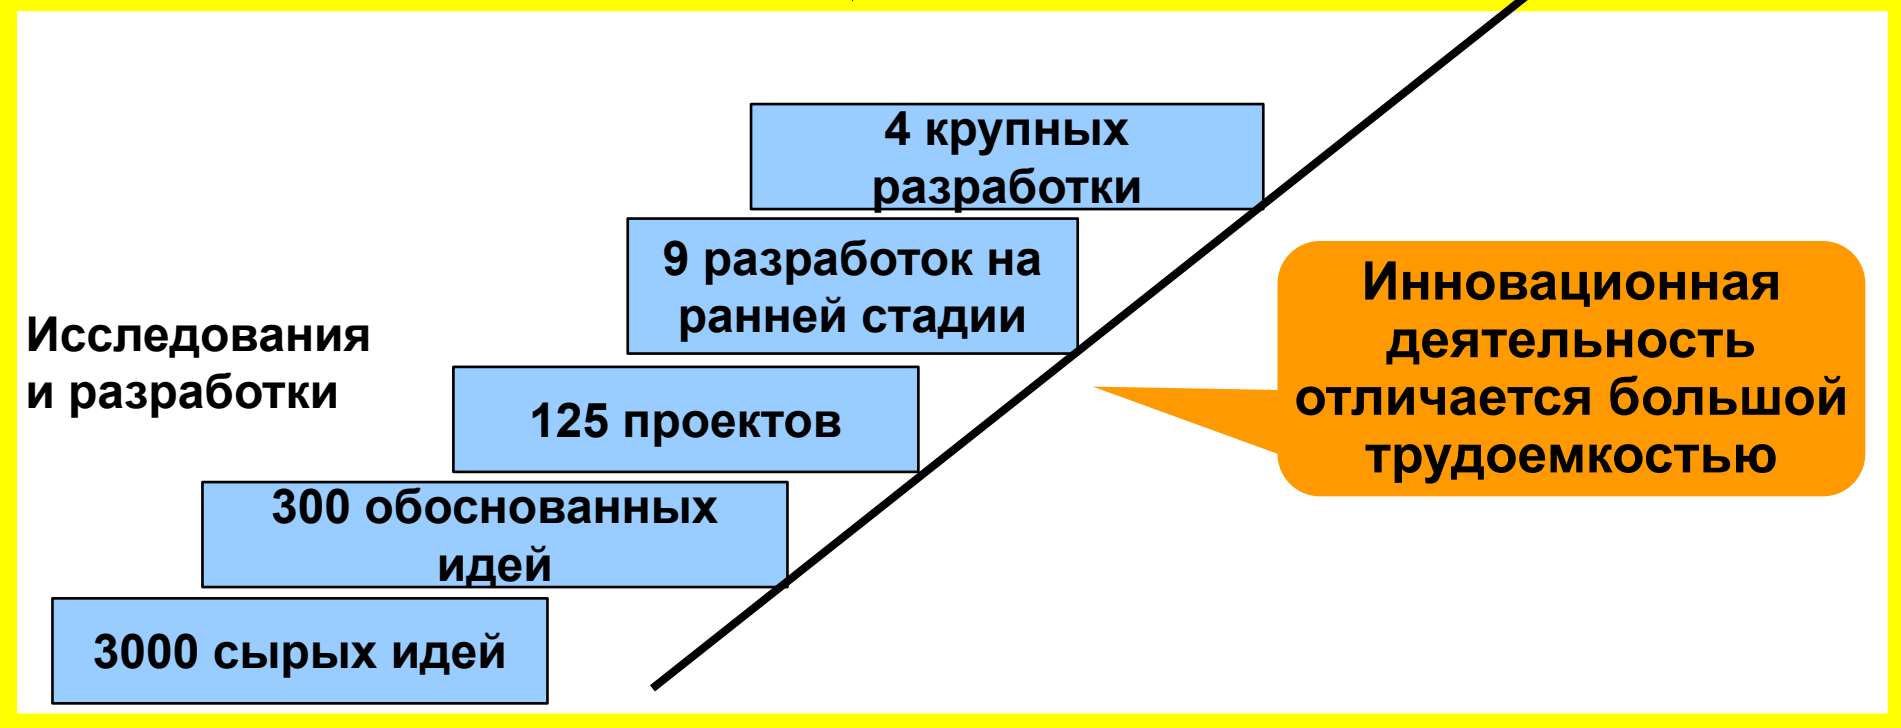 4 крупных
разработки
9 разработок на
ранней стадии
Исследования
и разработки
125 проектов
300 обоснованных
идей
3000 сырых идей
Инновационная
деятельность
отличается большой
трудоемкостью